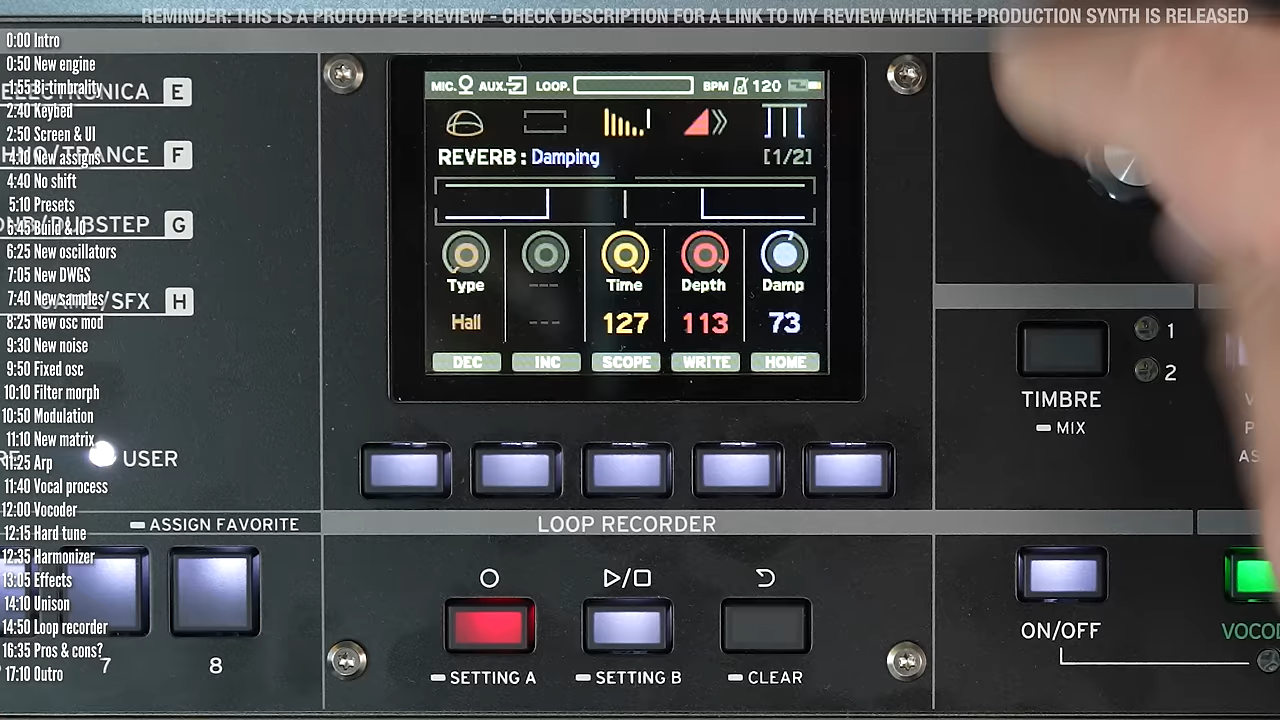 REMINDER: THIS IS A PROTOTYPE PREVIEW - CHECK DESCRIPTION FOR A LINK TO MY REVIEW WHEN THE PRODUCTION SYNTH IS RELEASED
0:00 Intro
0:50 New engine
1:55 Bi-timbrality
2:40 Keybed
2:50 Screen & UI
4:10 New assigns
4:40 No shift
5:10 Presets
5:45 Build & IO
6:25 New oscillators
7:05 New DWGS
7:40 New samples
8:25 New osc mod
9:30 New noise
9:50 Fixed osc
10:10 Filter morph
10:50 Modulation
11:10 New matrix
11:25 Arp
11:40 Vocal process
12:00 Vocoder
12:15 Hard tune
12:35 Harmonizer
13:05 Effects
14:10 Unison
14:50 Loop recorder
16:35 Pros & cons?
17:10 Outro
E
/TRANCE F
/DUBSTEP G
/SFX H
USER
ASSIGN FAVORITE
7 8
MIC. AUX. LOOP. BPM 120
REVERB : Damping [1/2]
Type --- Time Depth Damp
Hall --- 127 113 73
DEC INC SCOPE WRITE HOME
LOOP RECORDER
SETTING A SETTING B CLEAR
TIMBRE
MIX
1
2
ON/OFF
VOCO